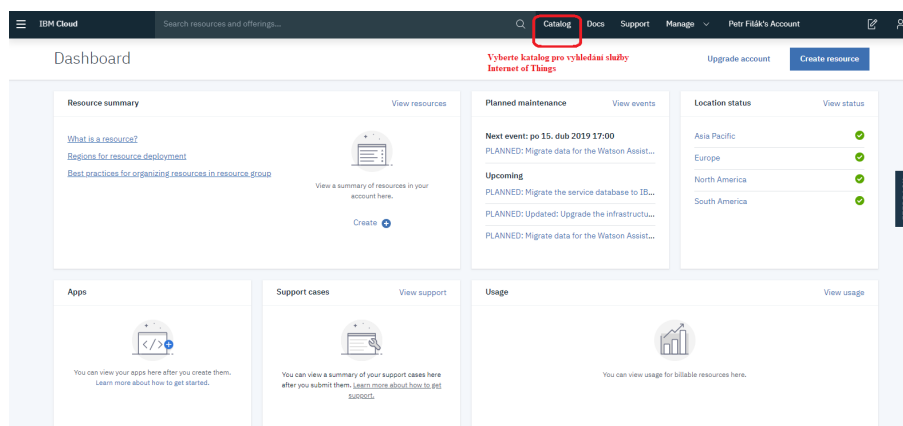 IBM Cloud
Search resources and offerings...
Catalog
Docs
Support
Manage
Petr Filák's Account
Dashboard
Vyberte katalog pro vyhledání služby
Internet of Things
Upgrade account
Create resource
Resource summary
View resources
What is a resource?
Regions for resource deployment
Best practices for organizing resources in resource group
View a summary of resources in your
account here.
Create
Planned maintenance
View events
Next event: po 15. dub 2019 17:00
PLANNED: Migrate data for the Watson Assist...
Upcoming
PLANNED: Migrate the service database to IB...
PLANNED: Updated: Upgrade the infrastructu...
PLANNED: Migrate data for the Watson Assist...
Location status
View status
Asia Pacific
Europe
North America
South America
Apps
You can view your apps here after you create them.
Learn more about how to get started.
Support cases
View support
You can view a summary of your support cases here
after you submit them. Learn more about how to get
support.
Usage
View usage
You can view usage for billable resources here.